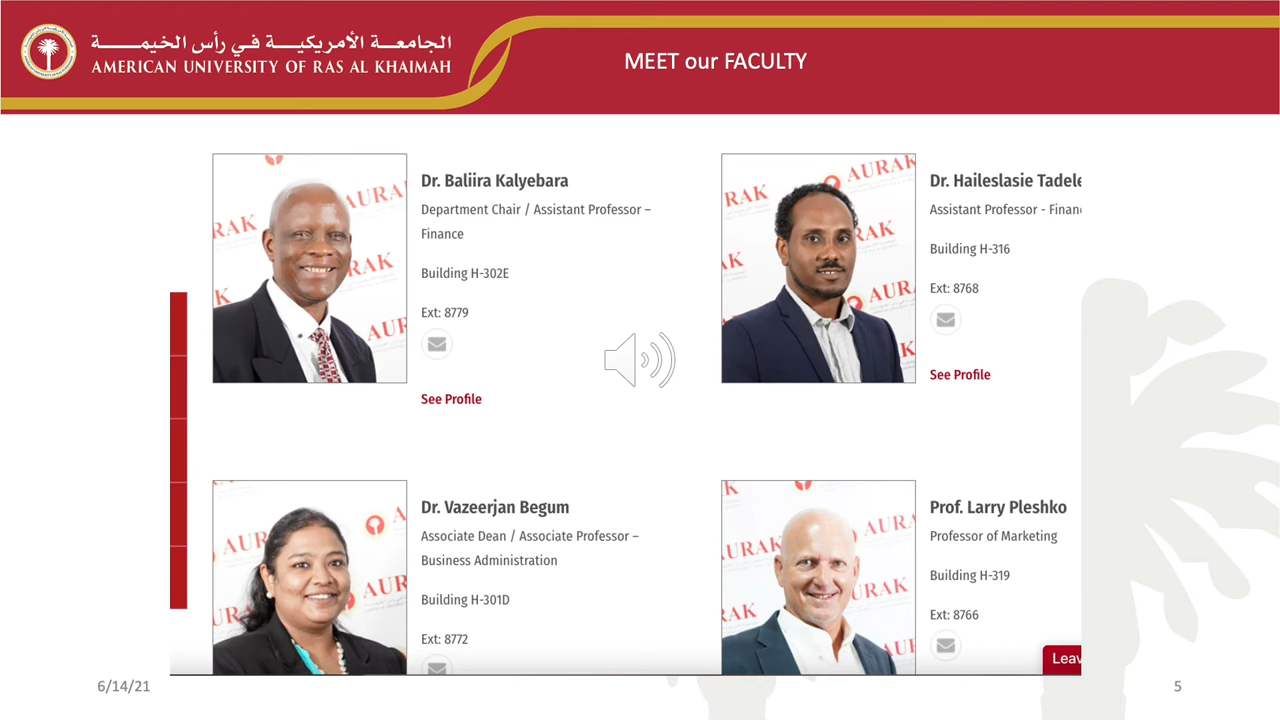 الجامعة الأمريكية في رأس الخيمة
AMERICAN UNIVERSITY OF RAS AL KHAIMAH
MEET our FACULTY
Dr. Baliira Kalyebara
Department Chair / Assistant Professor –
Finance
Building H-302E
Ext: 8779
See Profile
Dr. Haileslasie Tadele
Assistant Professor - Finan
Building H-316
Ext: 8768
See Profile
Dr. Vazeerjan Begum
Associate Dean / Associate Professor –
Business Administration
Building H-301D
Ext: 8772
Prof. Larry Pleshko
Professor of Marketing
Building H-319
Ext: 8766
Leav
AURAK
AURAK
6/14/21
5